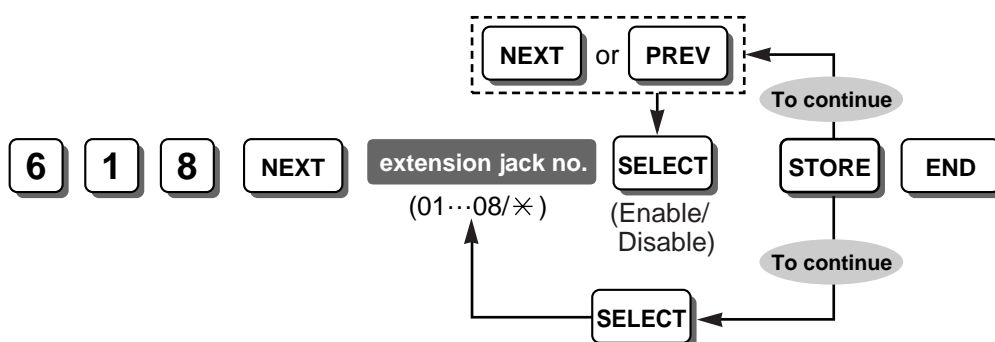 NEXT or PREV
To continue
6 1 8 NEXT extension jack no. SELECT STORE END
(01···08/✳)
(Enable/
Disable)
To continue
SELECT